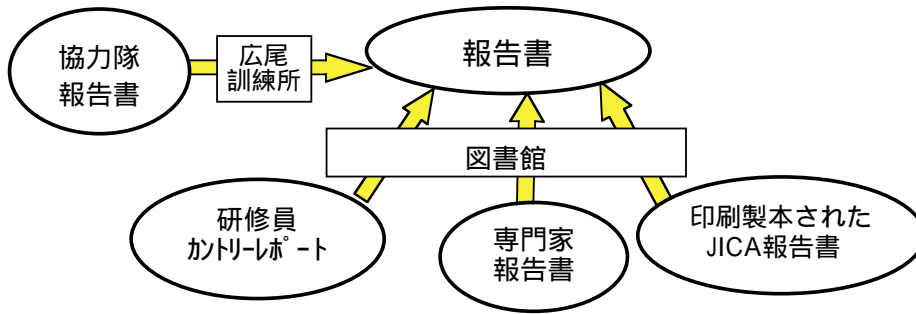 協力隊
報告書
広尾
訓練所
報告書
図書館
研修員
ｶﾝﾄﾘｰﾚﾎﾟｰﾄ
専門家
報告書
印刷製本された
JICA報告書